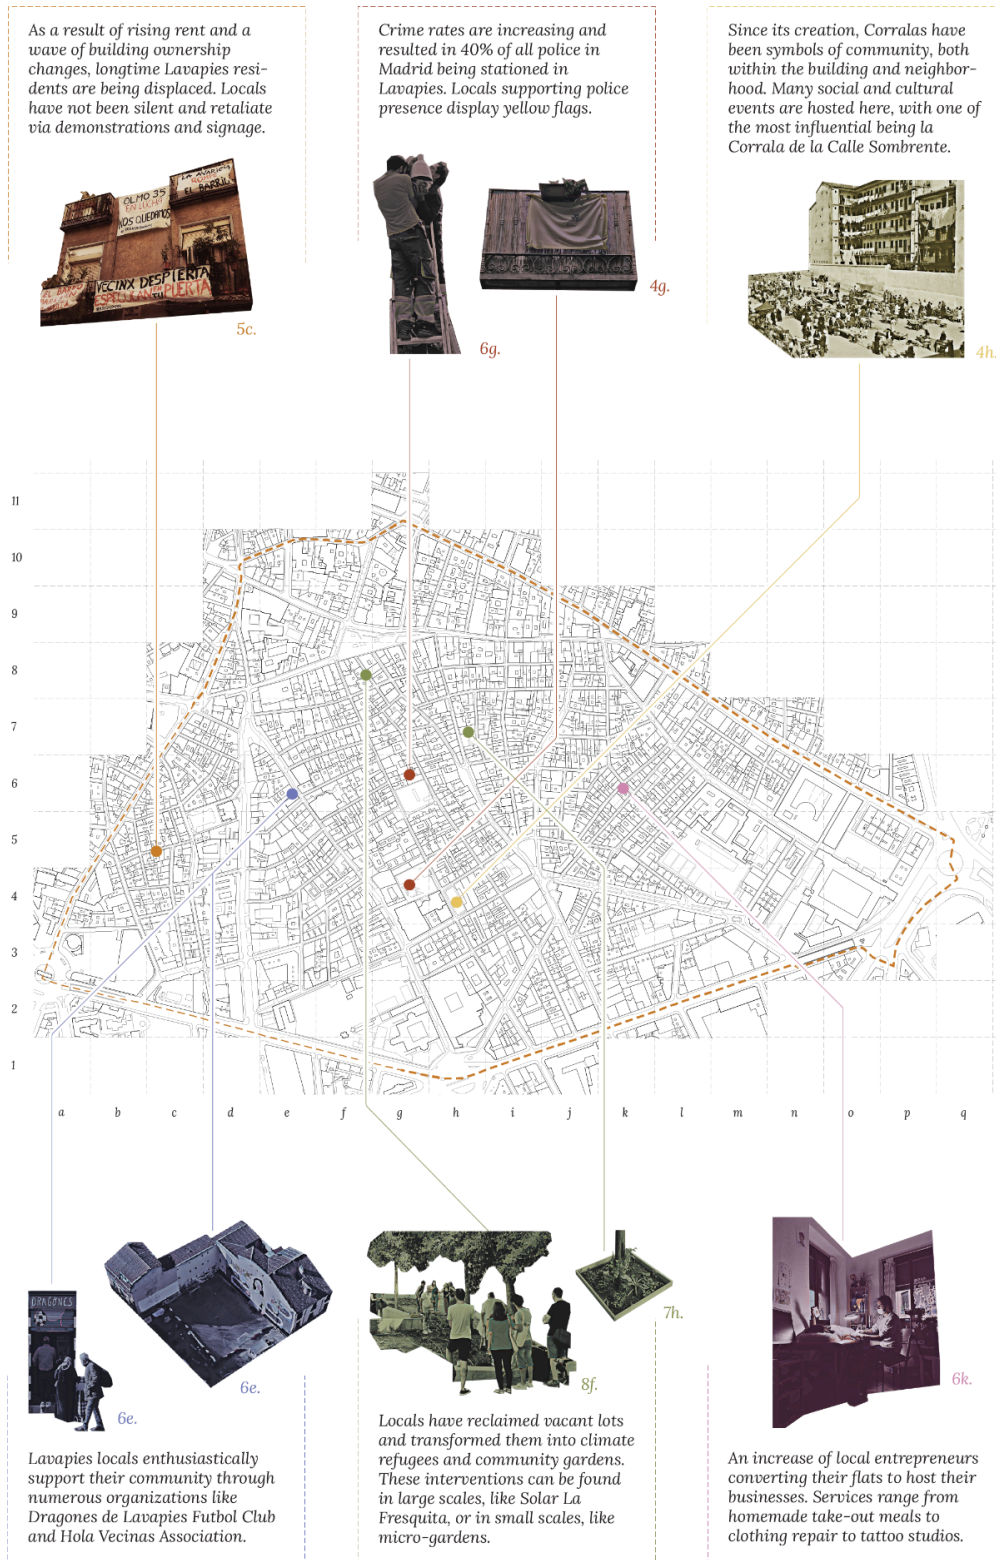 As a result of rising rent and a
wave of building ownership
changes, longtime Lavapies resi-
dents are being displaced. Locals
have not been silent and retaliate
via demonstrations and signage.
Crime rates are increasing and
resulted in 40% of all police in
Madrid being stationed in
Lavapies. Locals supporting police
presence display yellow flags.
Since its creation, Corralas have
been symbols of community, both
within the building and neighbor-
hood. Many social and cultural
events are hosted here, with one of
the most influential being la
Corrala de la Calle Sombrente.
LA AVARICIA
EL BARRIO
OLMO 35
EN LUCHA
NOS QUEDAMOS
VECINX DESPIERTA
ESPECULAN EN TU PUERTA
5c.
6g.
4g.
4h.
11
10
9
8
7
6
5
4
3
2
1
a b c d e f g h i j k l m n o p q
DRAGONES
6e.
6e.
8f.
7h.
6k.
Lavapies locals enthusiastically
support their community through
numerous organizations like
Dragones de Lavapies Futbol Club
and Hola Vecinas Association.
Locals have reclaimed vacant lots
and transformed them into climate
refugees and community gardens.
These interventions can be found
in large scales, like Solar La
Fresquita, or in small scales, like
micro-gardens.
An increase of local entrepreneurs
converting their flats to host their
businesses. Services range from
homemade take-out meals to
clothing repair to tattoo studios.